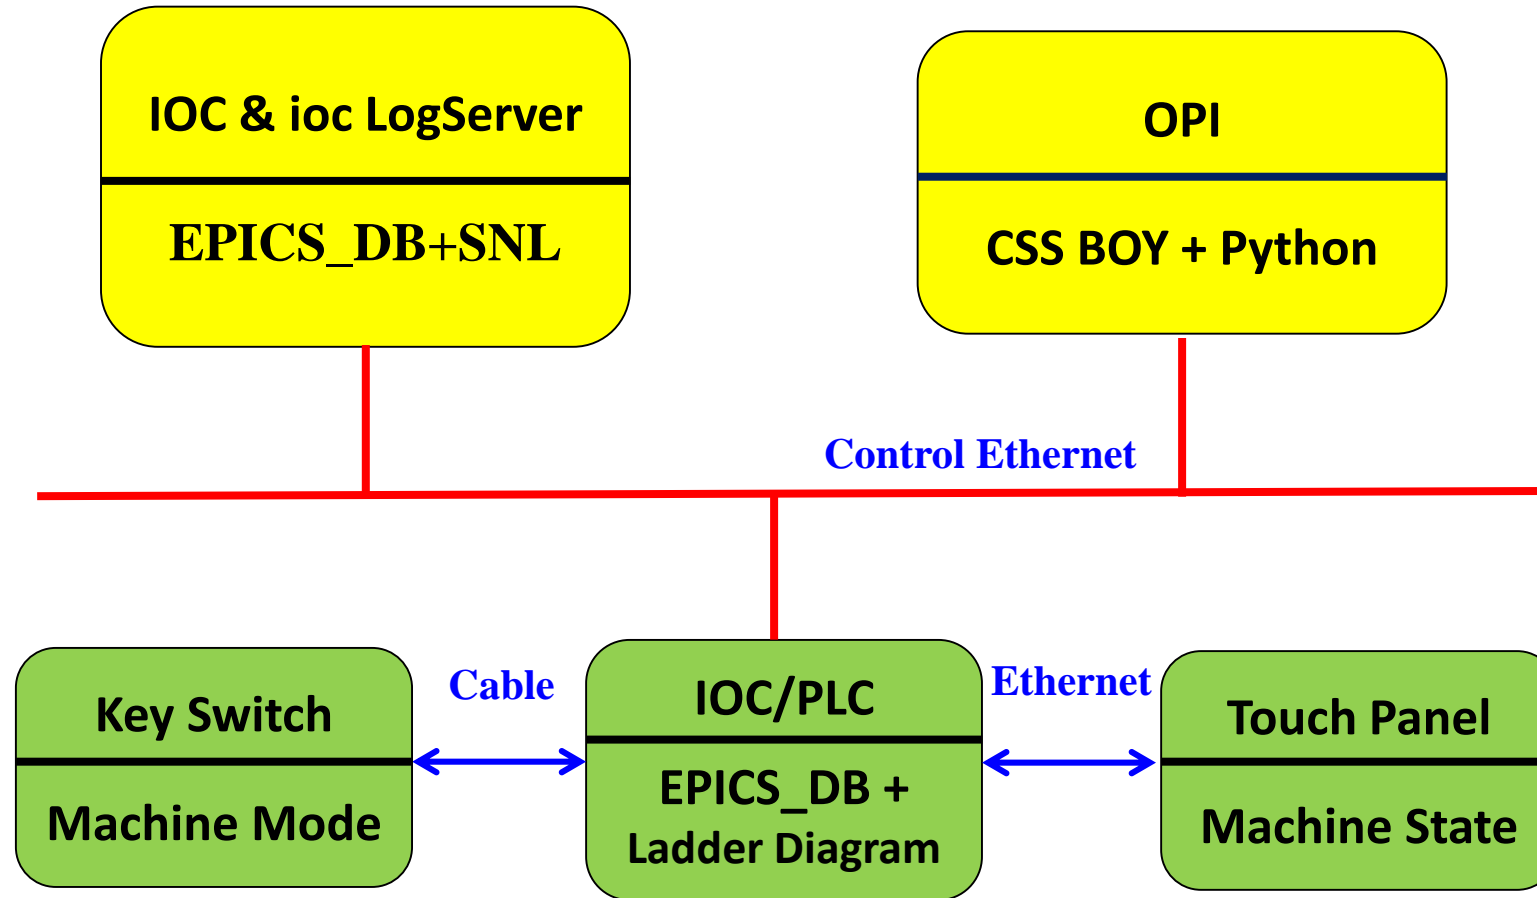 IOC & ioc LogServer
EPICS_DB+SNL
OPI
CSS BOY + Python
Control Ethernet
Key Switch
Machine Mode
Cable
IOC/PLC
EPICS_DB +
Ladder Diagram
Ethernet
Touch Panel
Machine State